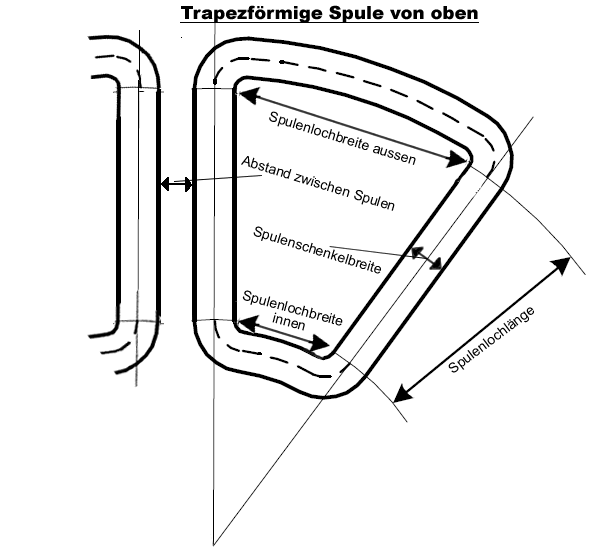 Trapezförmige Spule von oben
Spulenlochbreite aussen
Abstand zwischen Spulen
Spulenschenkelbreite
Spulenlochbreite
innen
Spulenlochlänge